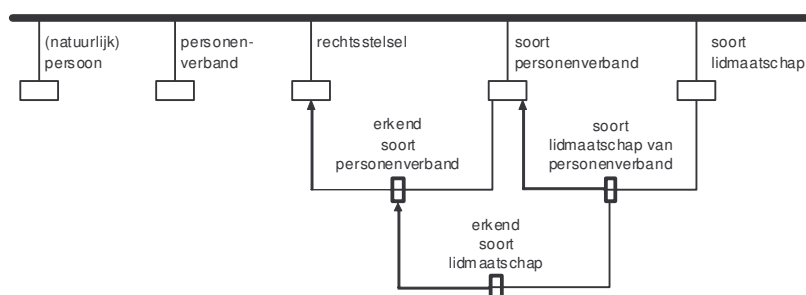 (natuurlijk)
persoon
personen-
verband
rechtsstelsel
soort
personenverband
soort
lidmaatschap
erkend
soort
personenverband
soort
lidmaatschap van
personenverband
erkend
soort
lidmaatschap